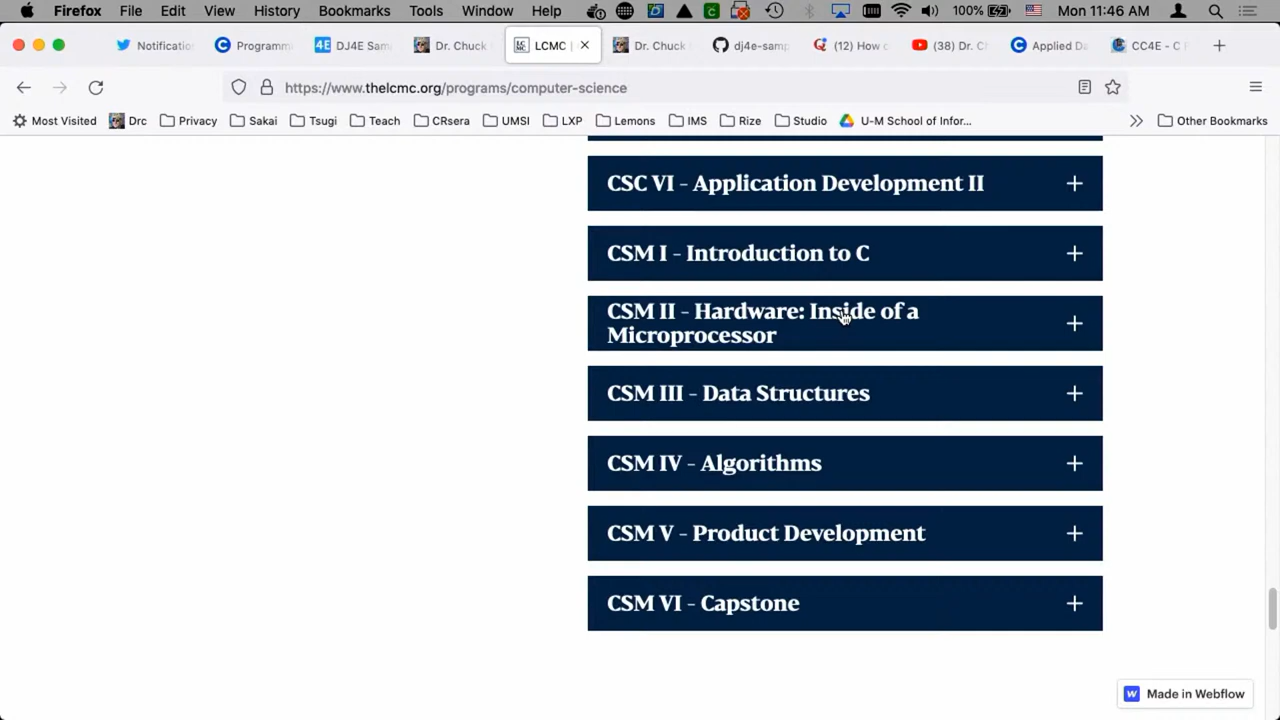 Firefox File Edit View History Bookmarks Tools Window Help 100% Mon 11:46 AM
Notificatio Programm DJ4E Sam Dr. Chuck LCMC | Dr. Chuck dj4e-samp (12) How c (38) Dr. C Applied Da CC4E - C
https://www.thelcmc.org/programs/computer-science
Most Visited Drc Privacy Sakai Tsugi Teach CRsera UMSI LXP Lemons IMS Rize Studio U-M School of Infor... Other Bookmarks
CSC VI - Application Development II
CSM I - Introduction to C
CSM II - Hardware: Inside of a
Microprocessor
CSM III - Data Structures
CSM IV - Algorithms
CSM V - Product Development
CSM VI - Capstone
Made in Webflow